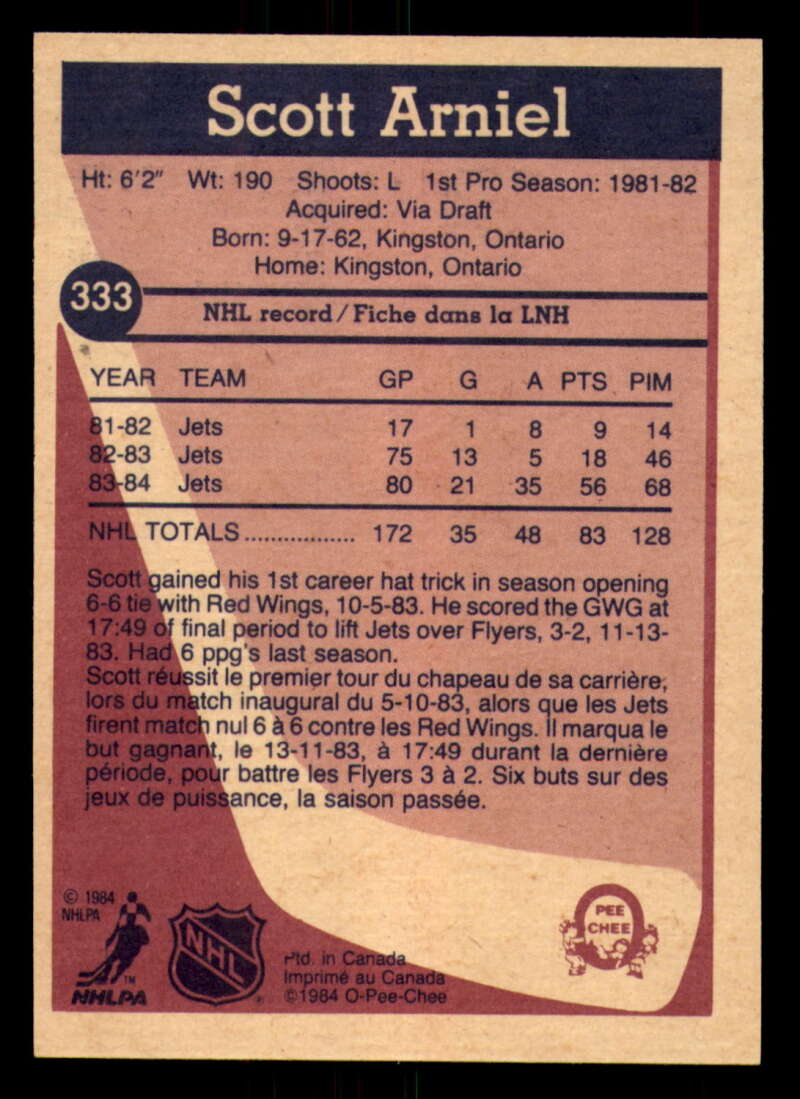 Scott Arniel
Ht: 6'2" Wt: 190 Shoots: L 1st Pro Season: 1981-82
Acquired: Via Draft
Born: 9-17-62, Kingston, Ontario
Home: Kingston, Ontario
333
NHL record/Fiche dans la LNH
YEAR TEAM GP G A PTS PIM
81-82 Jets 17 1 8 9 14
82-83 Jets 75 13 5 18 46
83-84 Jets 80 21 35 56 68
NHL TOTALS................. 172 35 48 83 128
Scott gained his 1st career hat trick in season opening
6-6 tie with Red Wings, 10-5-83. He scored the GWG at
17:49 of final period to lift Jets over Flyers, 3-2, 11-13-
83. Had 6 ppg's last season.
Scott réussit le premier tour du chapeau de sa carrière,
lors du match inaugural du 5-10-83, alors que les Jets
firent match nul 6 à 6 contre les Red Wings. Il marqua le
but gagnant, le 13-11-83, à 17:49 durant la dernière
période, pour battre les Flyers 3 à 2. Six buts sur des
jeux de puissance, la saison passée.
© 1984
NHLPA
TM
NHLPA
NHL
®
Ptd. in Canada
Imprimé au Canada
©1984 O-Pee-Chee
PEE
CHEE